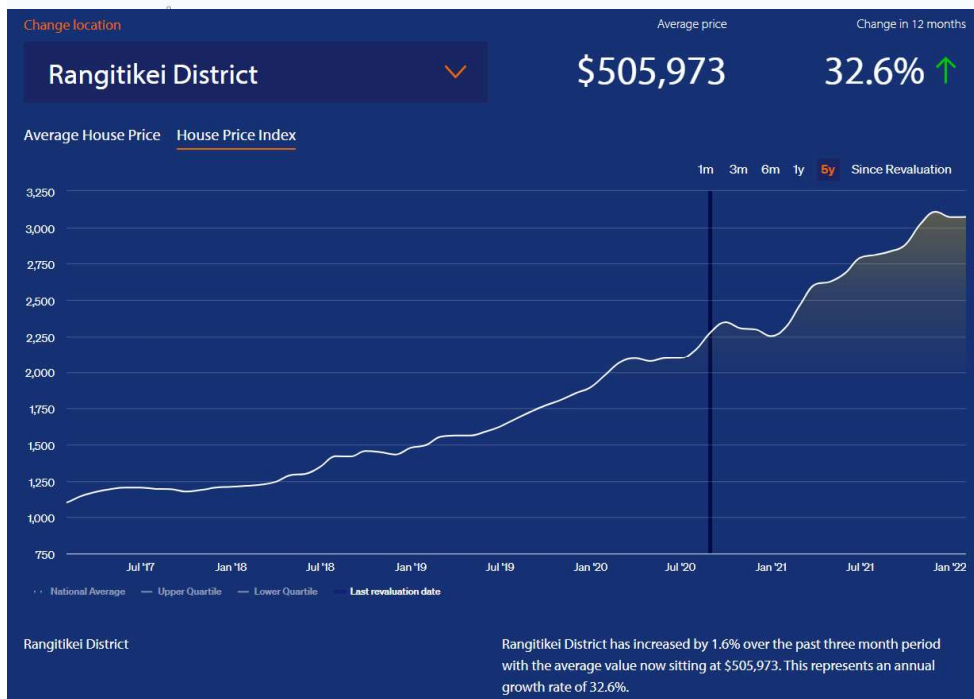 Change location
Average price
Change in 12 months
Rangitikei District
$505,973
32.6%
Average House Price
House Price Index
1m 3m 6m 1y 5y Since Revaluation
3,250
3,000
2,750
2,500
2,250
2,000
1,750
1,500
1,250
1,000
750
Jul '17 Jan '18 Jul '18 Jan '19 Jul '19 Jan '20 Jul '20 Jan '21 Jul '21 Jan '22
National Average Upper Quartile Lower Quartile Last revaluation date
Rangitikei District
Rangitikei District has increased by 1.6% over the past three month period
with the average value now sitting at $505,973. This represents an annual
growth rate of 32.6%.